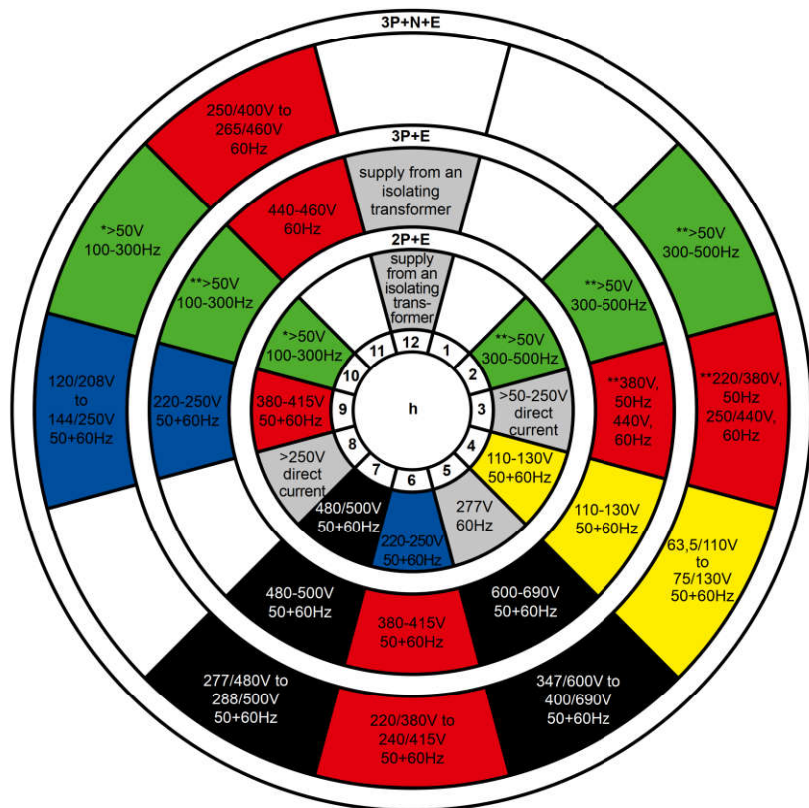 3P+N+E
250/400V to
265/460V
60Hz
*>50V
100-300Hz
120/208V
to
144/250V
50+60Hz
277/480V to
288/500V
50+60Hz
220/380V to
240/415V
50+60Hz
347/600V to
400/690V
50+60Hz
63,5/110V
to
75/130V
50+60Hz
**220/380V,
50Hz
250/440V,
60Hz
**>50V
300-500Hz
3P+E
supply from an
isolating
transformer
440-460V
60Hz
**>50V
100-300Hz
220-250V
50+60Hz
480-500V
50+60Hz
380-415V
50+60Hz
600-690V
50+60Hz
110-130V
50+60Hz
**380V,
50Hz
440V,
60Hz
**>50V
300-500Hz
2P+E
supply
from an
isolating
trans-
former
*>50V
100-300Hz
380-415V
50+60Hz
>250V
direct
current
480/500V
50+60Hz
220-250V
50+60Hz
277V
60Hz
110-130V
50+60Hz
>50-250V
direct
current
**>50V
300-500Hz
12
1
2
3
4
5
6
7
8
9
10
11
h